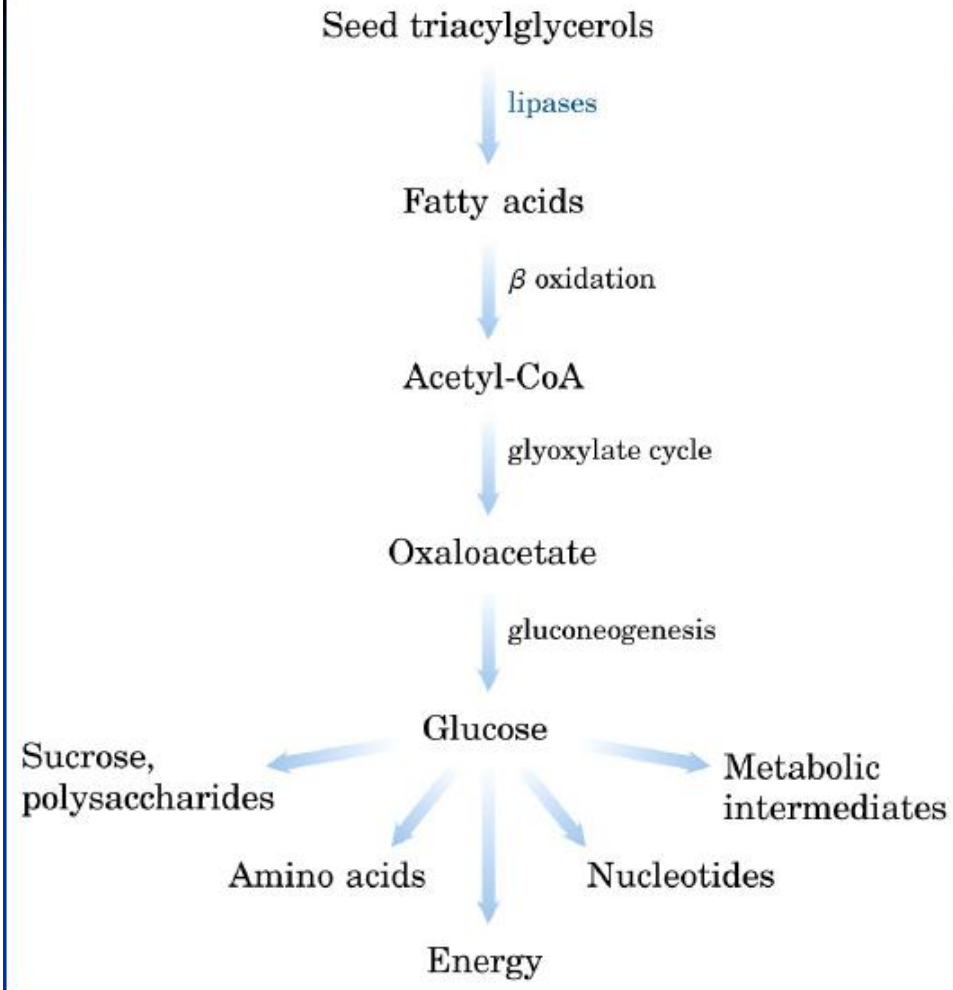 Seed triacylglycerols
lipases
Fatty acids
β oxidation
Acetyl-CoA
glyoxylate cycle
Oxaloacetate
gluconeogenesis
Glucose
Sucrose,
polysaccharides
Metabolic
intermediates
Amino acids
Nucleotides
Energy